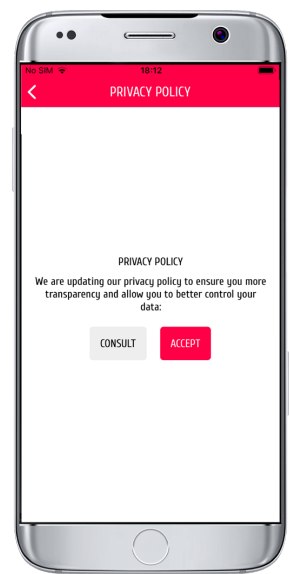 No SIM 18:12
PRIVACY POLICY
PRIVACY POLICY
We are updating our privacy policy to ensure you more
transparency and allow you to better control your
data:
CONSULT ACCEPT